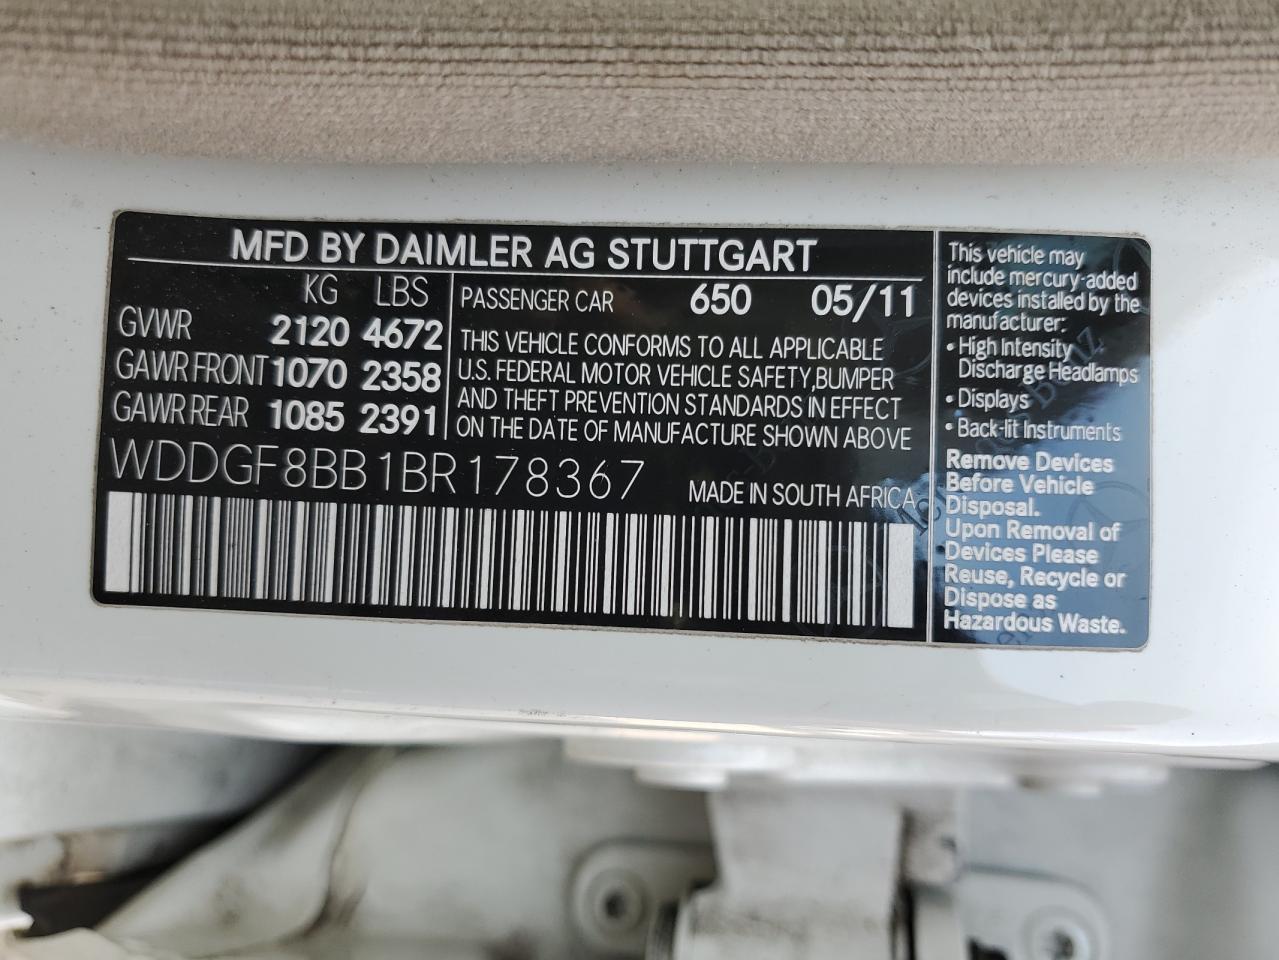 MFD BY DAIMLER AG STUTTGART
KG LBS
GVWR 2120 4672
GAWR FRONT 1070 2358
GAWR REAR 1085 2391
PASSENGER CAR 650 05/11
THIS VEHICLE CONFORMS TO ALL APPLICABLE
U.S. FEDERAL MOTOR VEHICLE SAFETY,BUMPER
AND THEFT PREVENTION STANDARDS IN EFFECT
ON THE DATE OF MANUFACTURE SHOWN ABOVE
WDDGF8BB1BR178367
MADE IN SOUTH AFRICA
This vehicle may
include mercury-added
devices installed by the
manufacturer:
• High Intensity
Discharge Headlamps
• Displays
• Back-lit Instruments
Remove Devices
Before Vehicle
Disposal.
Upon Removal of
Devices Please
Reuse, Recycle or
Dispose as
Hazardous Waste.